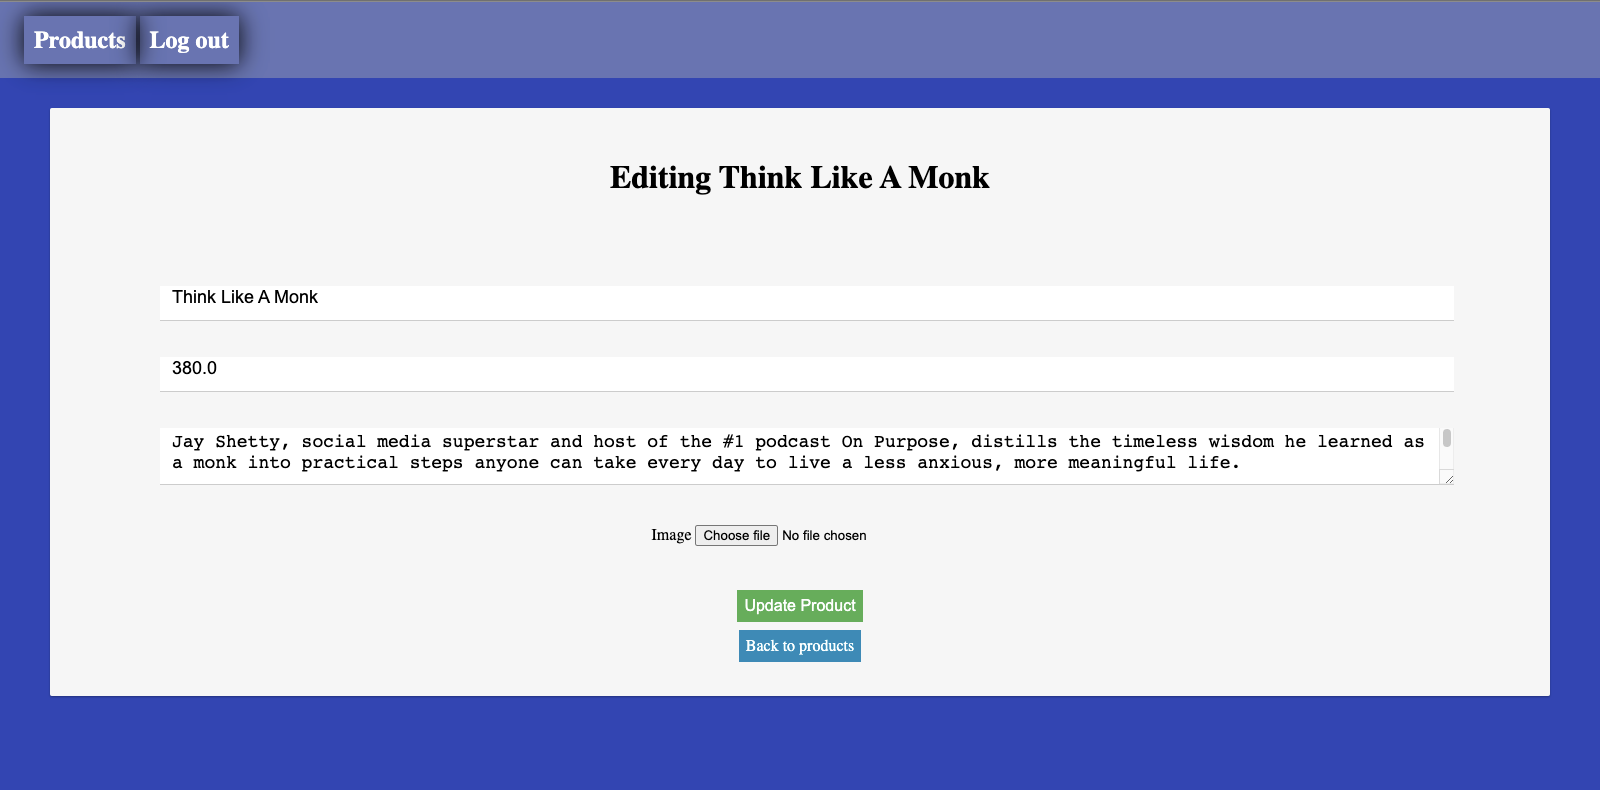 Products Log out
Editing Think Like A Monk
Think Like A Monk
380.0
Jay Shetty, social media superstar and host of the #1 podcast On Purpose, distills the timeless wisdom he learned as
a monk into practical steps anyone can take every day to live a less anxious, more meaningful life.
Image Choose file No file chosen
Update Product
Back to products